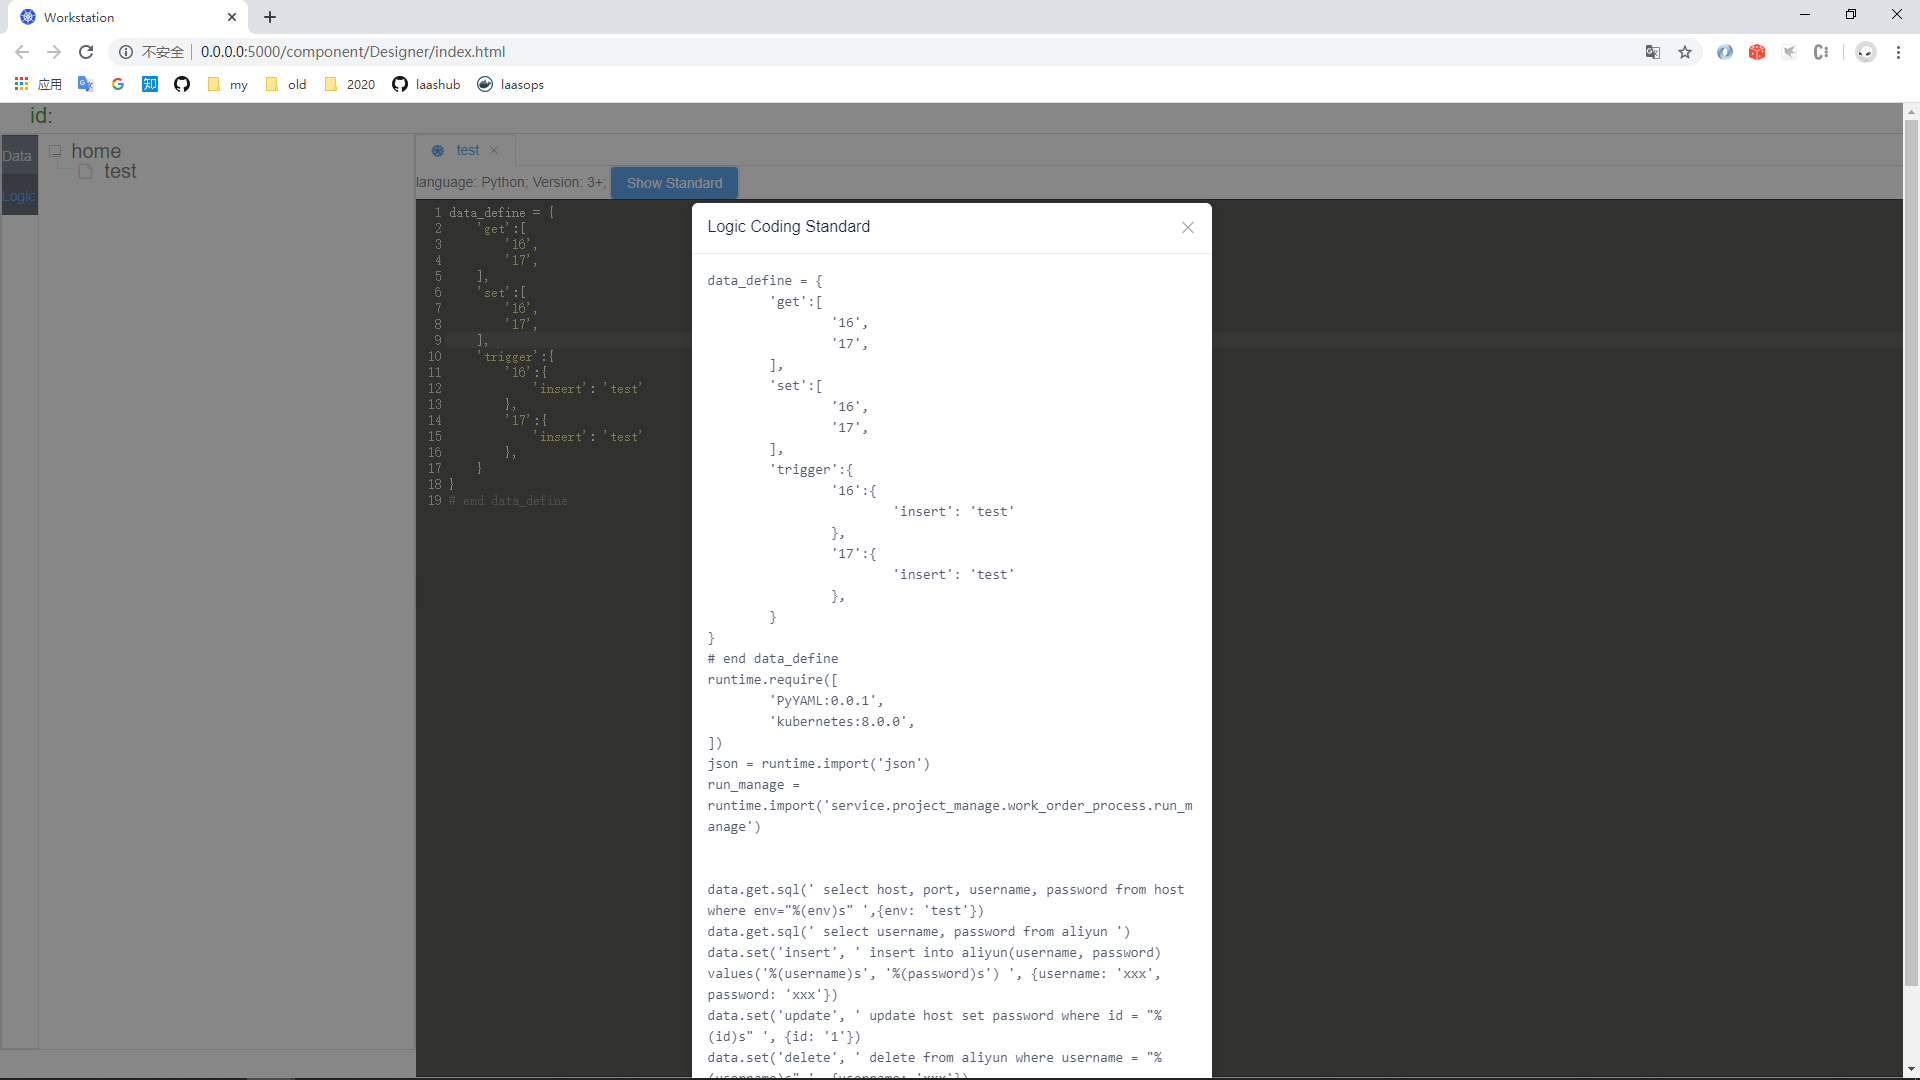 Workstation
不安全 0.0.0.0:5000/component/Designer/index.html
应用 知 my old 2020 laashub laasops
id:
Data
Logic
home
test
test
language: Python; Version: 3+; Show Standard
1 data_define = {
2 'get':[
3 '16',
4 '17',
5 ],
6 'set':[
7 '16',
8 '17',
9 ],
10 'trigger':{
11 '16':{
12 'insert': 'test'
13 },
14 '17':{
15 'insert': 'test'
16 },
17 }
18 }
19 # end data_define
Logic Coding Standard
data_define = {
'get':[
'16',
'17',
],
'set':[
'16',
'17',
],
'trigger':{
'16':{
'insert': 'test'
},
'17':{
'insert': 'test'
},
}
}
# end data_define
runtime.require([
'PyYAML:0.0.1',
'kubernetes:8.0.0',
])
json = runtime.import('json')
run_manage =
runtime.import('service.project_manage.work_order_process.run_m
anage')
data.get.sql(' select host, port, username, password from host
where env="%(env)s" ',{env: 'test'})
data.get.sql(' select username, password from aliyun ')
data.set('insert', ' insert into aliyun(username, password)
values('%(username)s', '%(password)s') ', {username: 'xxx',
password: 'xxx'})
data.set('update', ' update host set password where id = "%
(id)s" ', {id: '1'})
data.set('delete', ' delete from aliyun where username = "%
(username)s" ', {username: 'xxx'})